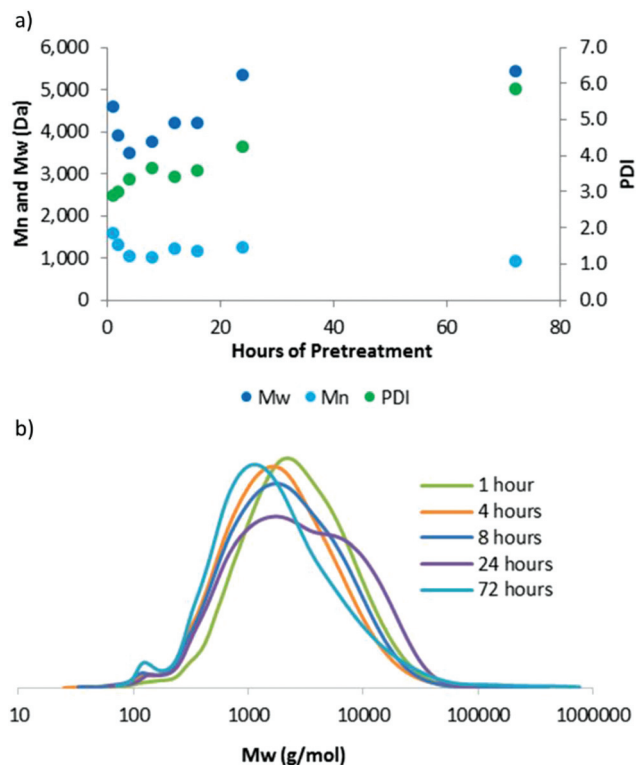 a)
Mn and Mw (Da)
6,000
5,000
4,000
3,000
2,000
1,000
0
7.0
6.0
5.0
4.0
3.0
2.0
1.0
0.0
PDI
0 20 40 60 80
Hours of Pretreatment
Mw Mn PDI
b)
1 hour
4 hours
8 hours
24 hours
72 hours
10 100 1000 10000 100000 1000000
Mw (g/mol)